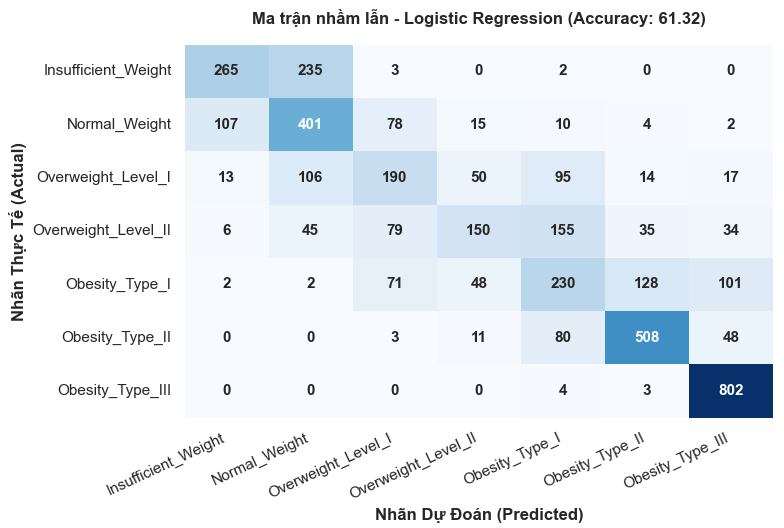 Ma trận nhầm lẫn - Logistic Regression (Accuracy: 61.32)
Nhãn Thực Tế (Actual)
Insufficient_Weight 265 235 3 0 2 0 0
Normal_Weight 107 401 78 15 10 4 2
Overweight_Level_I 13 106 190 50 95 14 17
Overweight_Level_II 6 45 79 150 155 35 34
Obesity_Type_I 2 2 71 48 230 128 101
Obesity_Type_II 0 0 3 11 80 508 48
Obesity_Type_III 0 0 0 0 4 3 802
Insufficient_Weight Normal_Weight Overweight_Level_I Overweight_Level_II Obesity_Type_I Obesity_Type_II Obesity_Type_III
Nhãn Dự Đoán (Predicted)